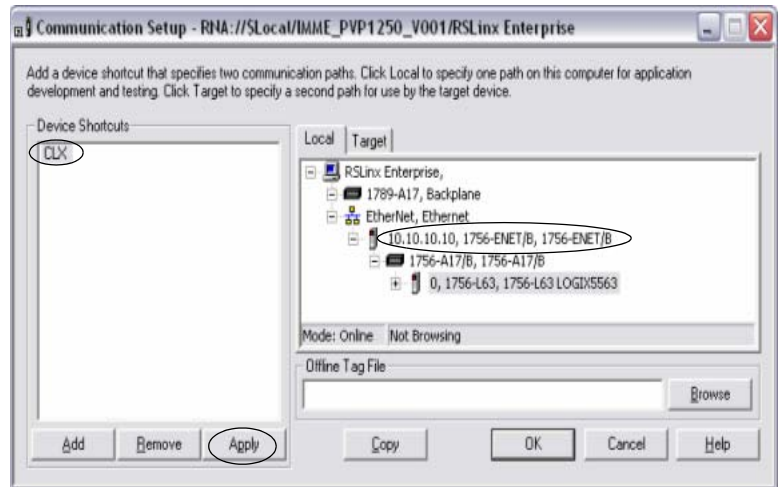 Communication Setup - RNA://$Local/IMME_PVP1250_V001/RSLinx Enterprise
Add a device shortcut that specifies two communication paths. Click Local to specify one path on this computer for application
development and testing. Click Target to specify a second path for use by the target device.
Device Shortcuts
CLX
Add
Remove
Apply
Local
Target
RSLinx Enterprise,
1789-A17, Backplane
EtherNet, Ethernet
10.10.10.10, 1756-ENET/B, 1756-ENET/B
1756-A17/B, 1756-A17/B
0, 1756-L63, 1756-L63 LOGIX5563
Mode: Online Not Browsing
Offline Tag File
Browse
Copy
OK
Cancel
Help